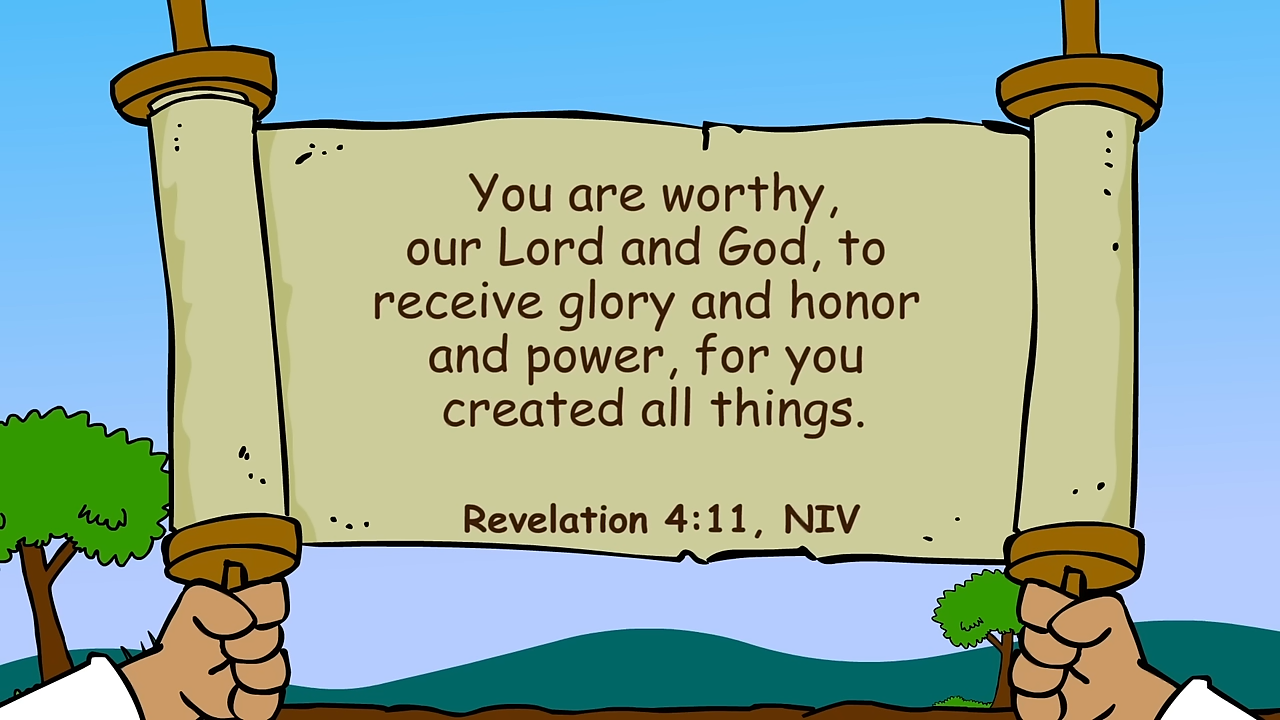 You are worthy,
our Lord and God, to
receive glory and honor
and power, for you
created all things.
Revelation 4:11, NIV